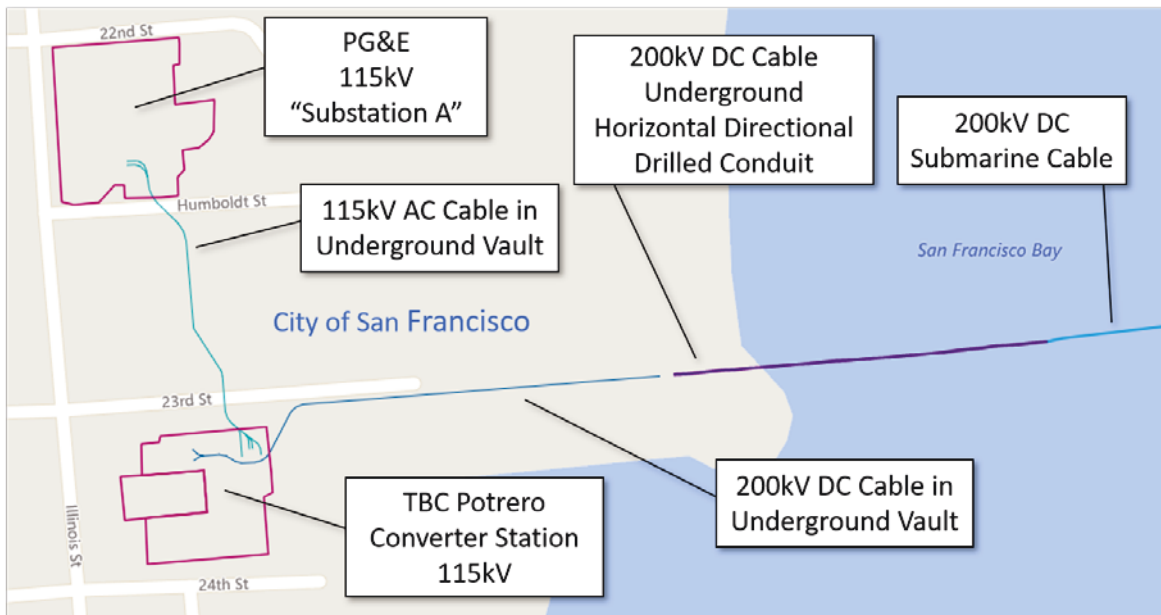 22nd St
PG&E
115kV
“Substation A”
200kV DC Cable
Underground
Horizontal Directional
Drilled Conduit
200kV DC
Submarine Cable
Humboldt St
115kV AC Cable in
Underground Vault
San Francisco Bay
City of San Francisco
23rd St
Illinois St
TBC Potrero
Converter Station
115kV
200kV DC Cable in
Underground Vault
24th St